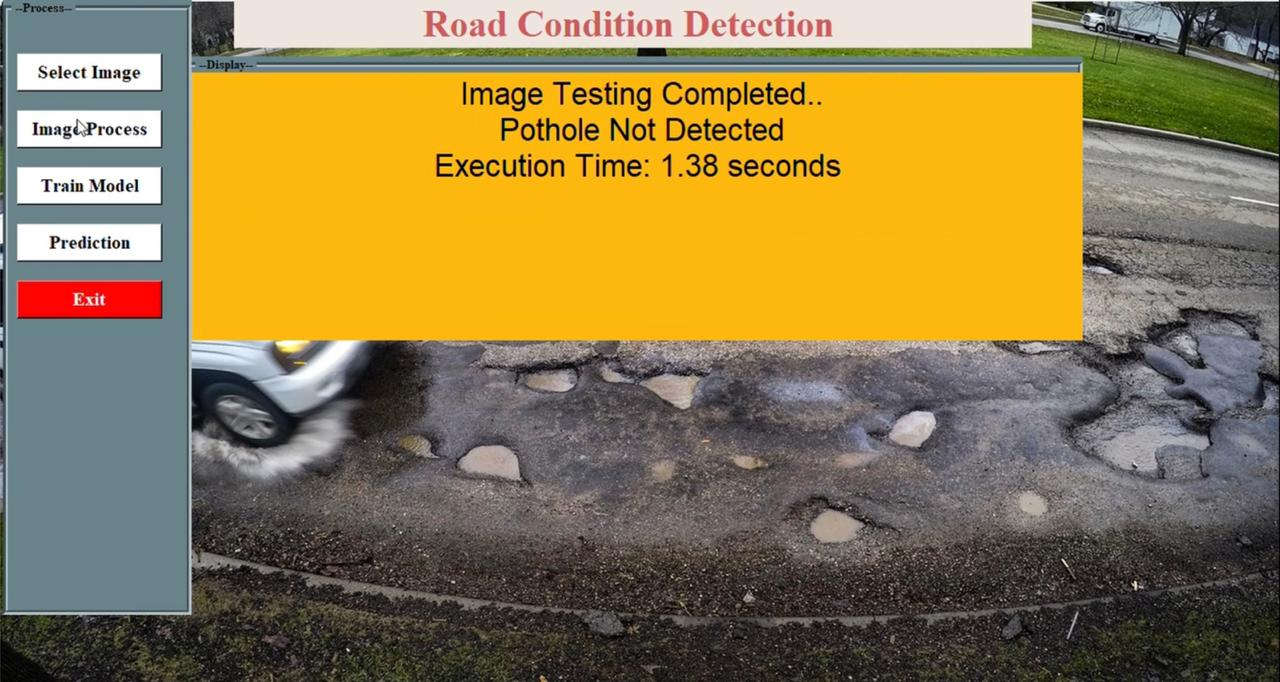 Road Condition Detection
--Process--
Select Image
Image Process
Train Model
Prediction
Exit
--Display--
Image Testing Completed..
Pothole Not Detected
Execution Time: 1.38 seconds